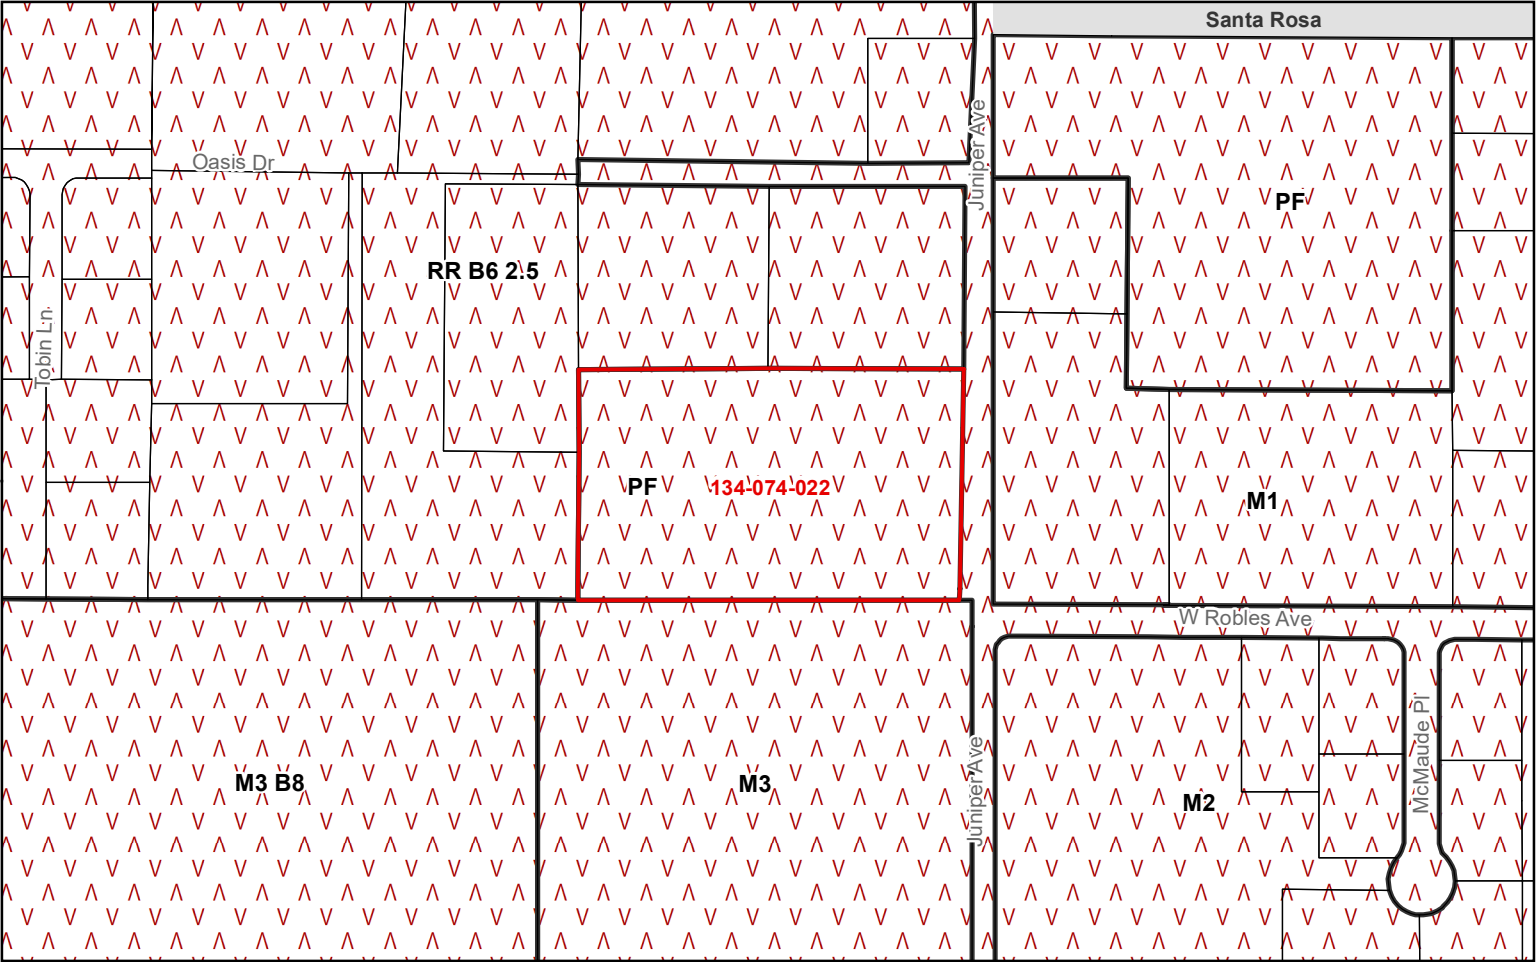 Santa Rosa
Oasis Dr
Juniper Ave
PF
RR B6 2.5
Tobin Ln
PF
134-074-022
M1
W Robles Ave
M3 B8
M3
Juniper Ave
M2
McMaude Pl